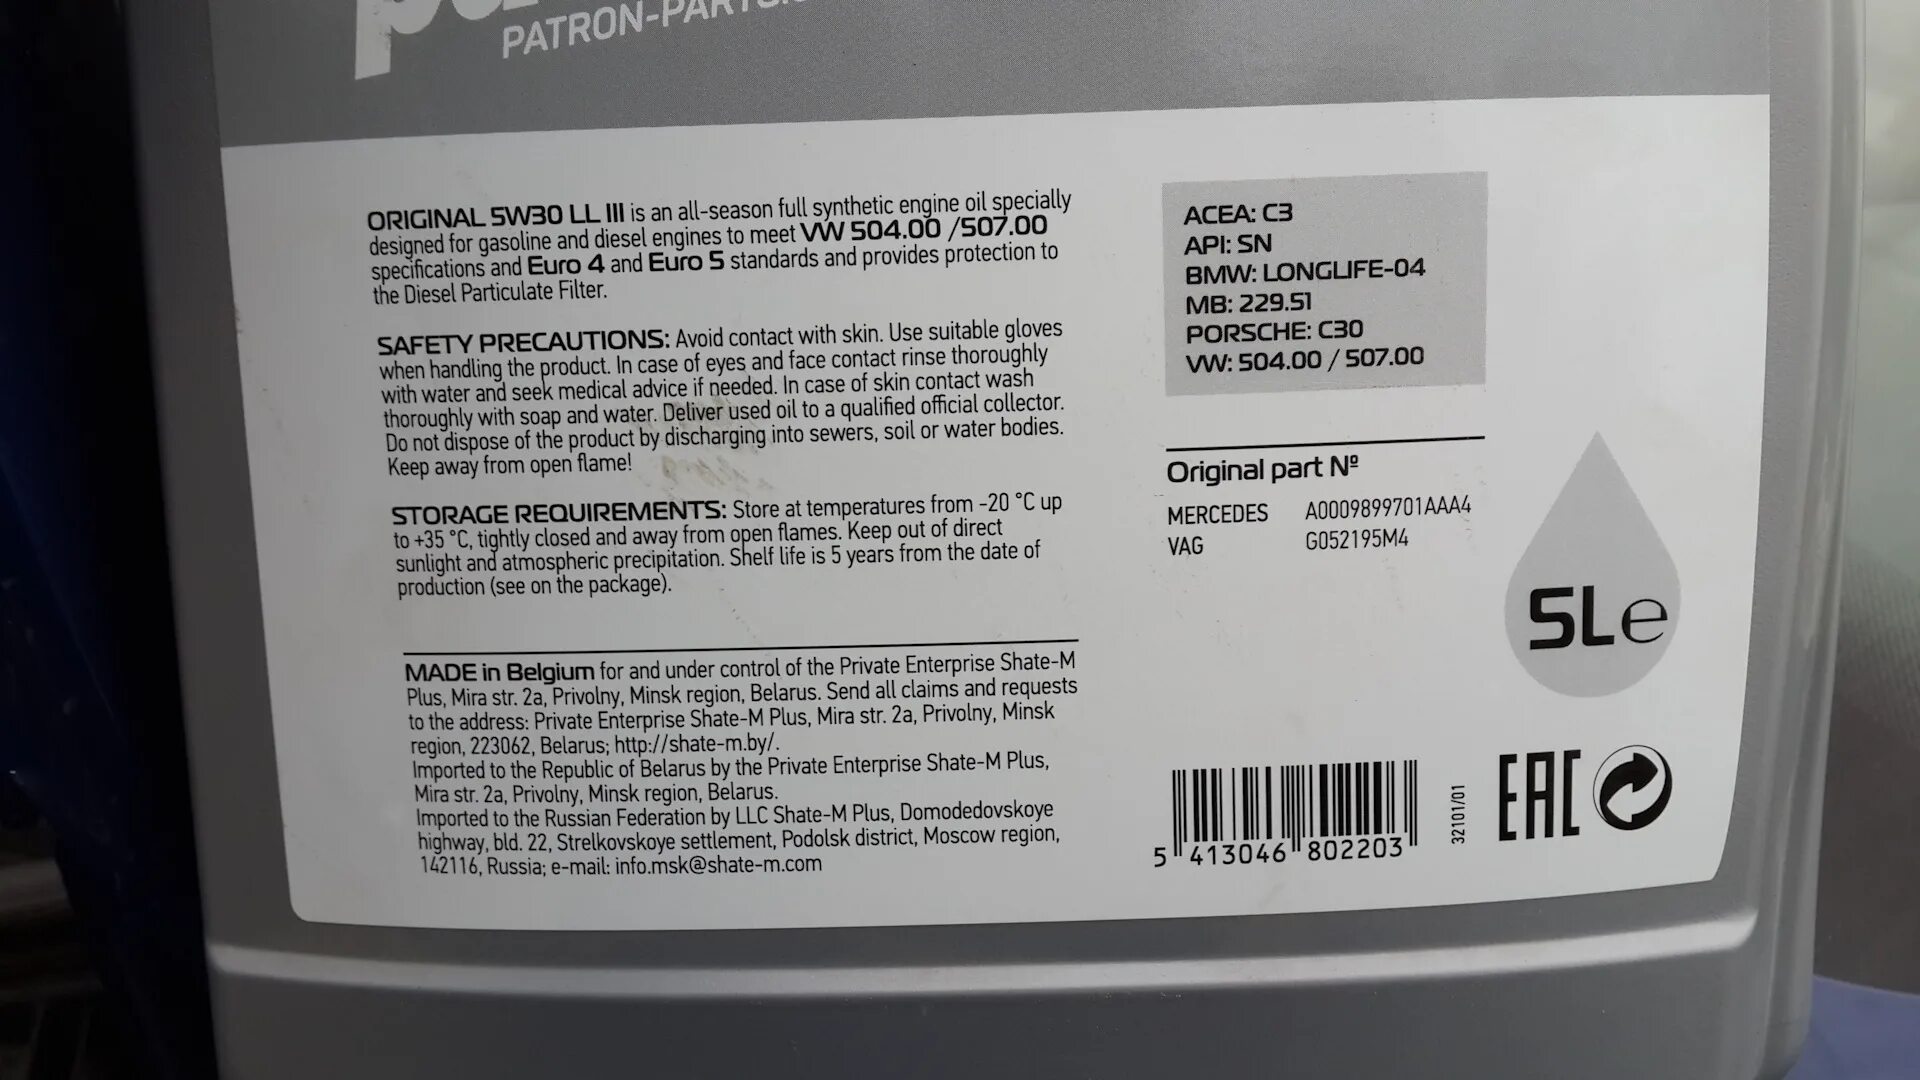 PATRON-PARTS
ORIGINAL 5W30 LL III is an all-season full synthetic engine oil specially
designed for gasoline and diesel engines to meet VW 504.00 /507.00
specifications and Euro 4 and Euro 5 standards and provides protection to
the Diesel Particulate Filter.
SAFETY PRECAUTIONS: Avoid contact with skin. Use suitable gloves
when handling the product. In case of eyes and face contact rinse thoroughly
with water and seek medical advice if needed. In case of skin contact wash
thoroughly with soap and water. Deliver used oil to a qualified official collector.
Do not dispose of the product by discharging into sewers, soil or water bodies.
Keep away from open flame!
STORAGE REQUIREMENTS: Store at temperatures from -20 °C up
to +35 °C, tightly closed and away from open flames. Keep out of direct
sunlight and atmospheric precipitation. Shelf life is 5 years from the date of
production (see on the package).
MADE in Belgium for and under control of the Private Enterprise Shate-M
Plus, Mira str. 2a, Privolny, Minsk region, Belarus. Send all claims and requests
to the address: Private Enterprise Shate-M Plus, Mira str. 2a, Privolny, Minsk
region, 223062, Belarus; http://shate-m.by/.
Imported to the Republic of Belarus by the Private Enterprise Shate-M Plus,
Mira str. 2a, Privolny, Minsk region, Belarus.
Imported to the Russian Federation by LLC Shate-M Plus, Domodedovskoye
highway, bld. 22, Strelkovskoye settlement, Podolsk district, Moscow region,
142116, Russia; e-mail: info.msk@shate-m.com
ACEA: C3
API: SN
BMW: LONGLIFE-04
MB: 229.51
PORSCHE: C30
VW: 504.00 / 507.00
Original part №
MERCEDES A0009899701AAA4
VAG G052195M4
5L e
5 413046 802203
32101/01
EAC